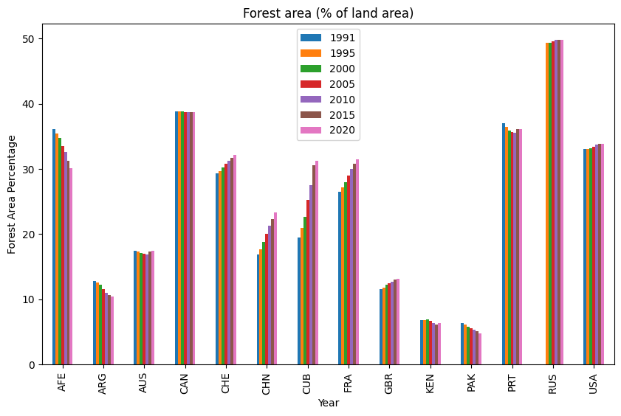 Forest area (% of land area)
1991
1995
2000
2005
2010
2015
2020
Forest Area Percentage
50
40
30
20
10
0
AFE
ARG
AUS
CAN
CHE
CHN
CUB
FRA
GBR
KEN
PAK
PRT
RUS
USA
Year